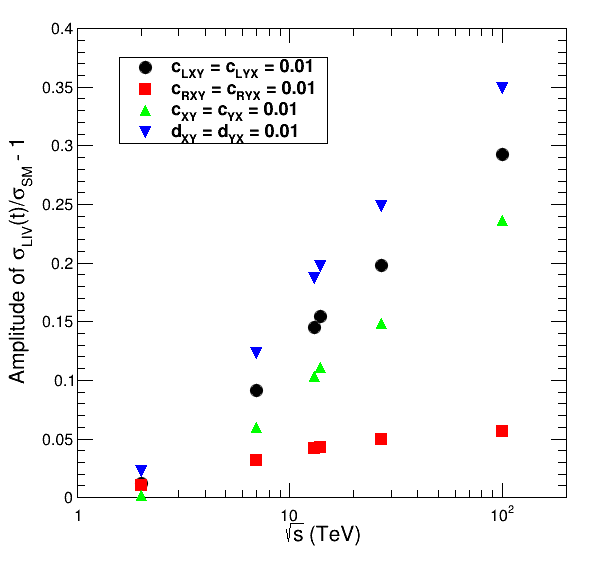 0.4
0.35
0.3
0.25
0.2
0.15
0.1
0.05
0
Amplitude of σ_LIV(t)/σ_SM - 1
c_LXY = c_LYX = 0.01
c_RXY = c_RYX = 0.01
c_XY = c_YX = 0.01
d_XY = d_YX = 0.01
1 10 10²
√s (TeV)